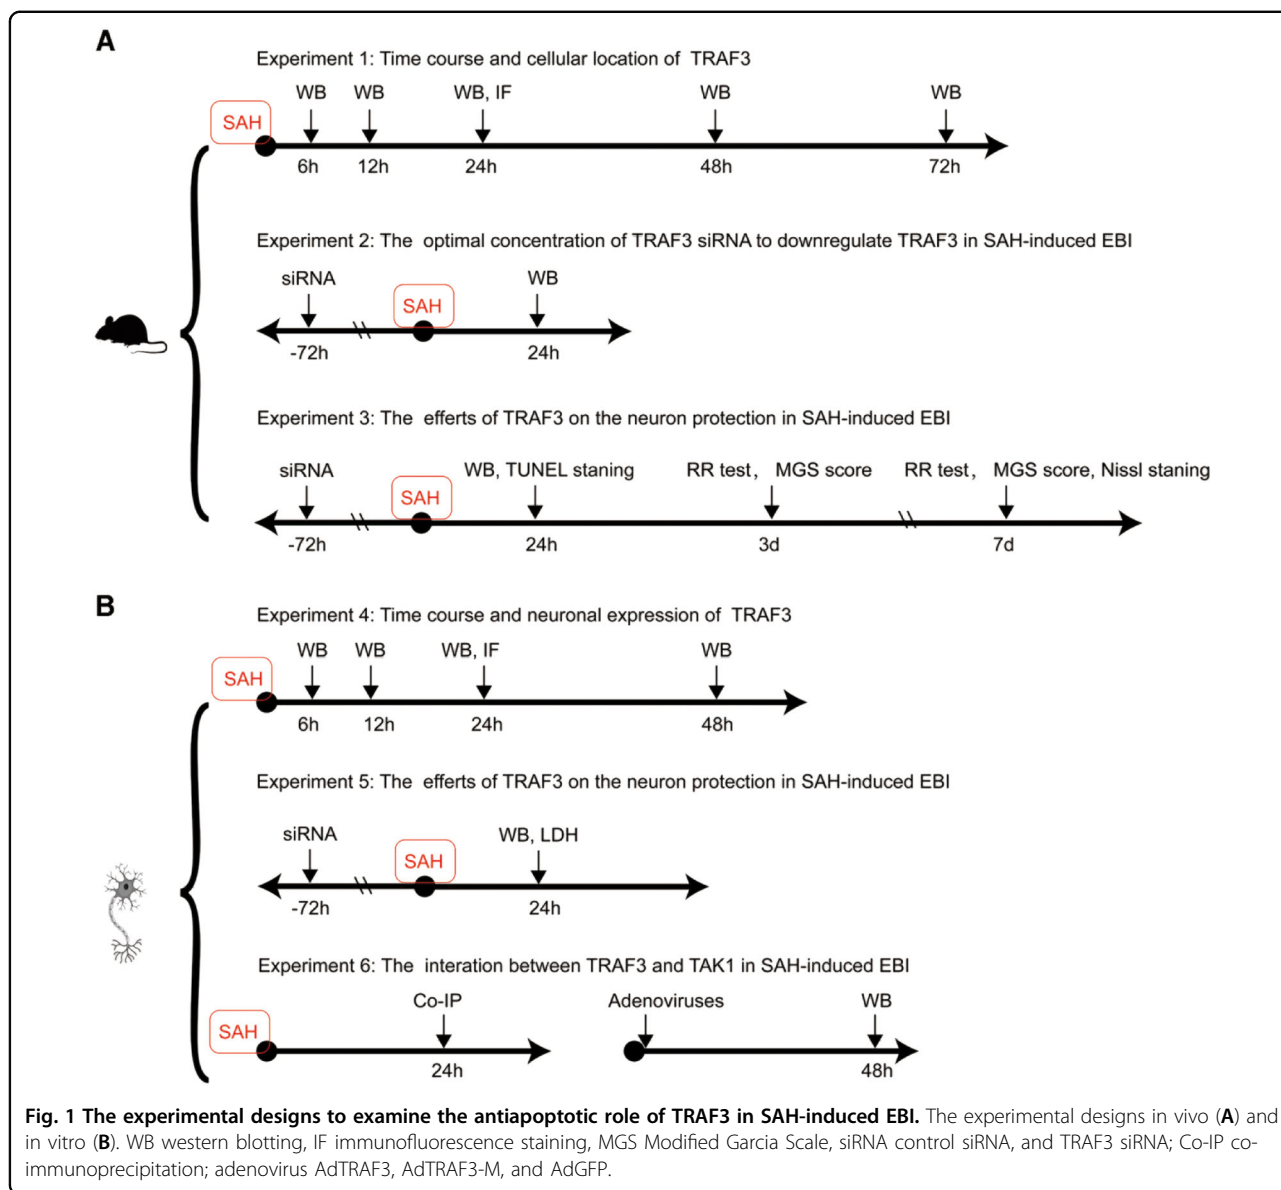 A
Experiment 1: Time course and cellular location of TRAF3
WB WB WB, IF WB WB
SAH
6h 12h 24h 48h 72h
Experiment 2: The optimal concentration of TRAF3 siRNA to downregulate TRAF3 in SAH-induced EBI
siRNA WB
SAH
-72h 24h
Experiment 3: The efferts of TRAF3 on the neuron protection in SAH-induced EBI
siRNA WB, TUNEL staning RR test, MGS score RR test, MGS score, Nissl staning
SAH
-72h 24h 3d 7d
B
Experiment 4: Time course and neuronal expression of TRAF3
WB WB WB, IF WB
SAH
6h 12h 24h 48h
Experiment 5: The efferts of TRAF3 on the neuron protection in SAH-induced EBI
siRNA WB, LDH
SAH
-72h 24h
Experiment 6: The interation between TRAF3 and TAK1 in SAH-induced EBI
Co-IP Adenoviruses WB
SAH
24h 48h
Fig. 1 The experimental designs to examine the antiapoptotic role of TRAF3 in SAH-induced EBI. The experimental designs in vivo (A) and
in vitro (B). WB western blotting, IF immunofluorescence staining, MGS Modified Garcia Scale, siRNA control siRNA, and TRAF3 siRNA; Co-IP co-
immunoprecipitation; adenovirus AdTRAF3, AdTRAF3-M, and AdGFP.